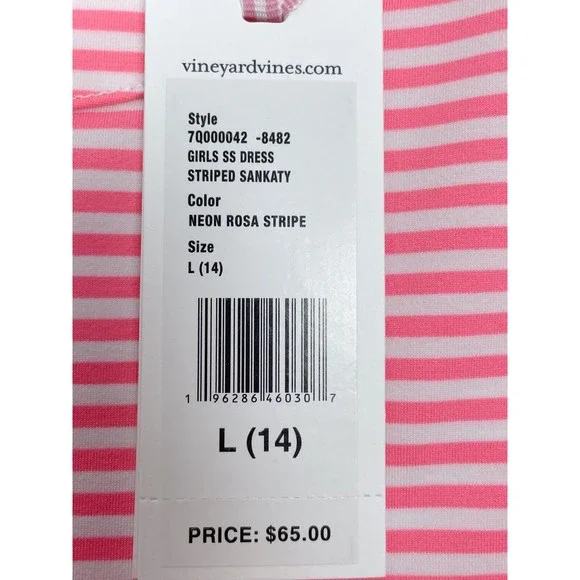 vineyardvines.com
Style
7Q000042 -8482
GIRLS SS DRESS
STRIPED SANKATY
Color
NEON ROSA STRIPE
Size
L (14)
1 96286 46030 7
L (14)
PRICE: $65.00